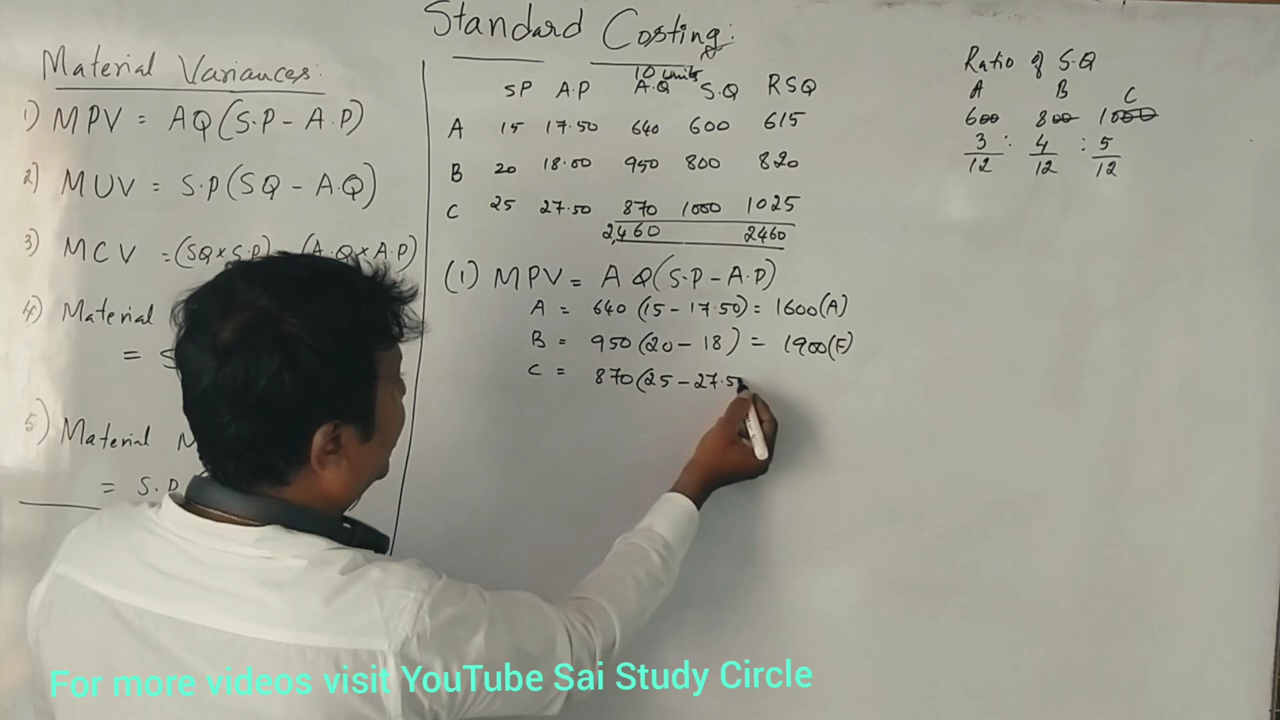 Standard Costing:
Material Variances:
1) MPV = AQ(S.P - A.P)
2) MUV = S.P(SQ - A.Q)
3) MCV = (SQ×S.P) - (A.Q×A.P)
4) Material
= S
5) Material M
= S.P
10 units
SP A.P A.Q S.Q RSQ
A 15 17.50 640 600 615
B 20 18.00 950 800 820
C 25 27.50 870 1000 1025
2,460 2460
(1) MPV = AQ(S.P - A.P)
A = 640 (15 - 17.50) = 1600(A)
B = 950(20 - 18) = 1900(F)
C = 870(25 - 27.5
Ratio of S.Q
A B C
600 800 1000
3/12 : 4/12 : 5/12
For more videos visit YouTube Sai Study Circle